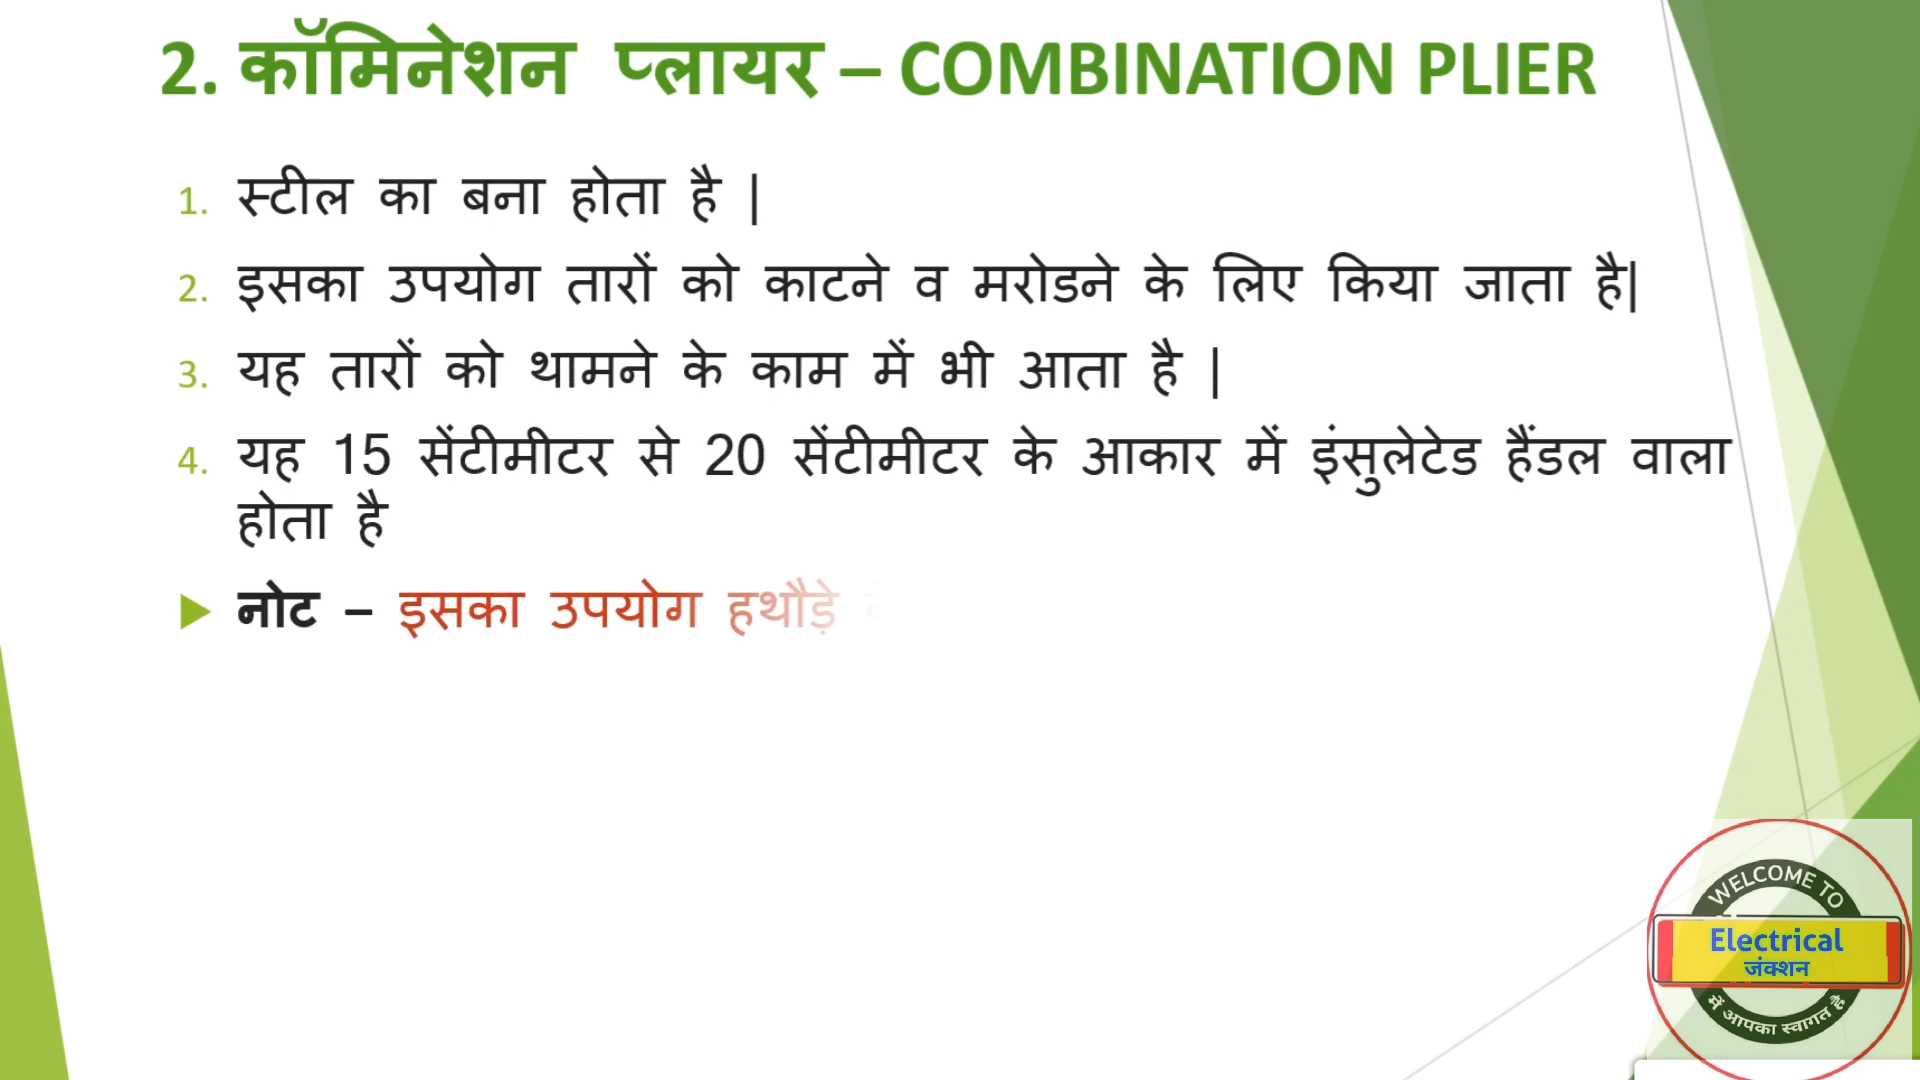 2. कॉमिनेशन प्लायर – COMBINATION PLIER
1. स्टील का बना होता है |
2. इसका उपयोग तारों को काटने व मरोडने के लिए किया जाता है|
3. यह तारों को थामने के काम में भी आता है |
4. यह 15 सेंटीमीटर से 20 सेंटीमीटर के आकार में इंसुलेटेड हैंडल वाला
होता है
नोट – इसका उपयोग हथौड़े
WELCOME TO
Electrical
जंक्शन
में आपका स्वागत है